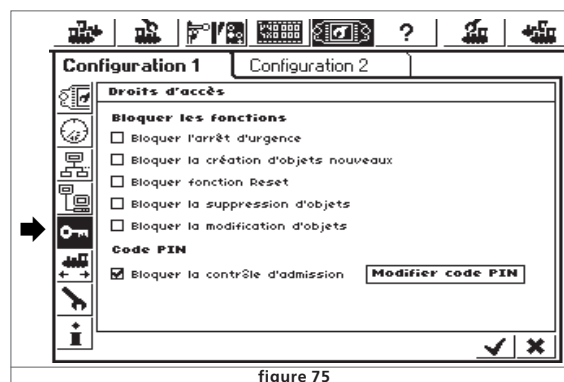 ?
Configuration 1
Configuration 2
Droits d'accès
Bloquer les fonctions
Bloquer l'arrêt d'urgence
Bloquer la création d'objets nouveaux
Bloquer fonction Reset
Bloquer la suppression d'objets
Bloquer la modification d'objets
Code PIN
Bloquer la contrôle d'admission
Modifier code PIN
figure 75